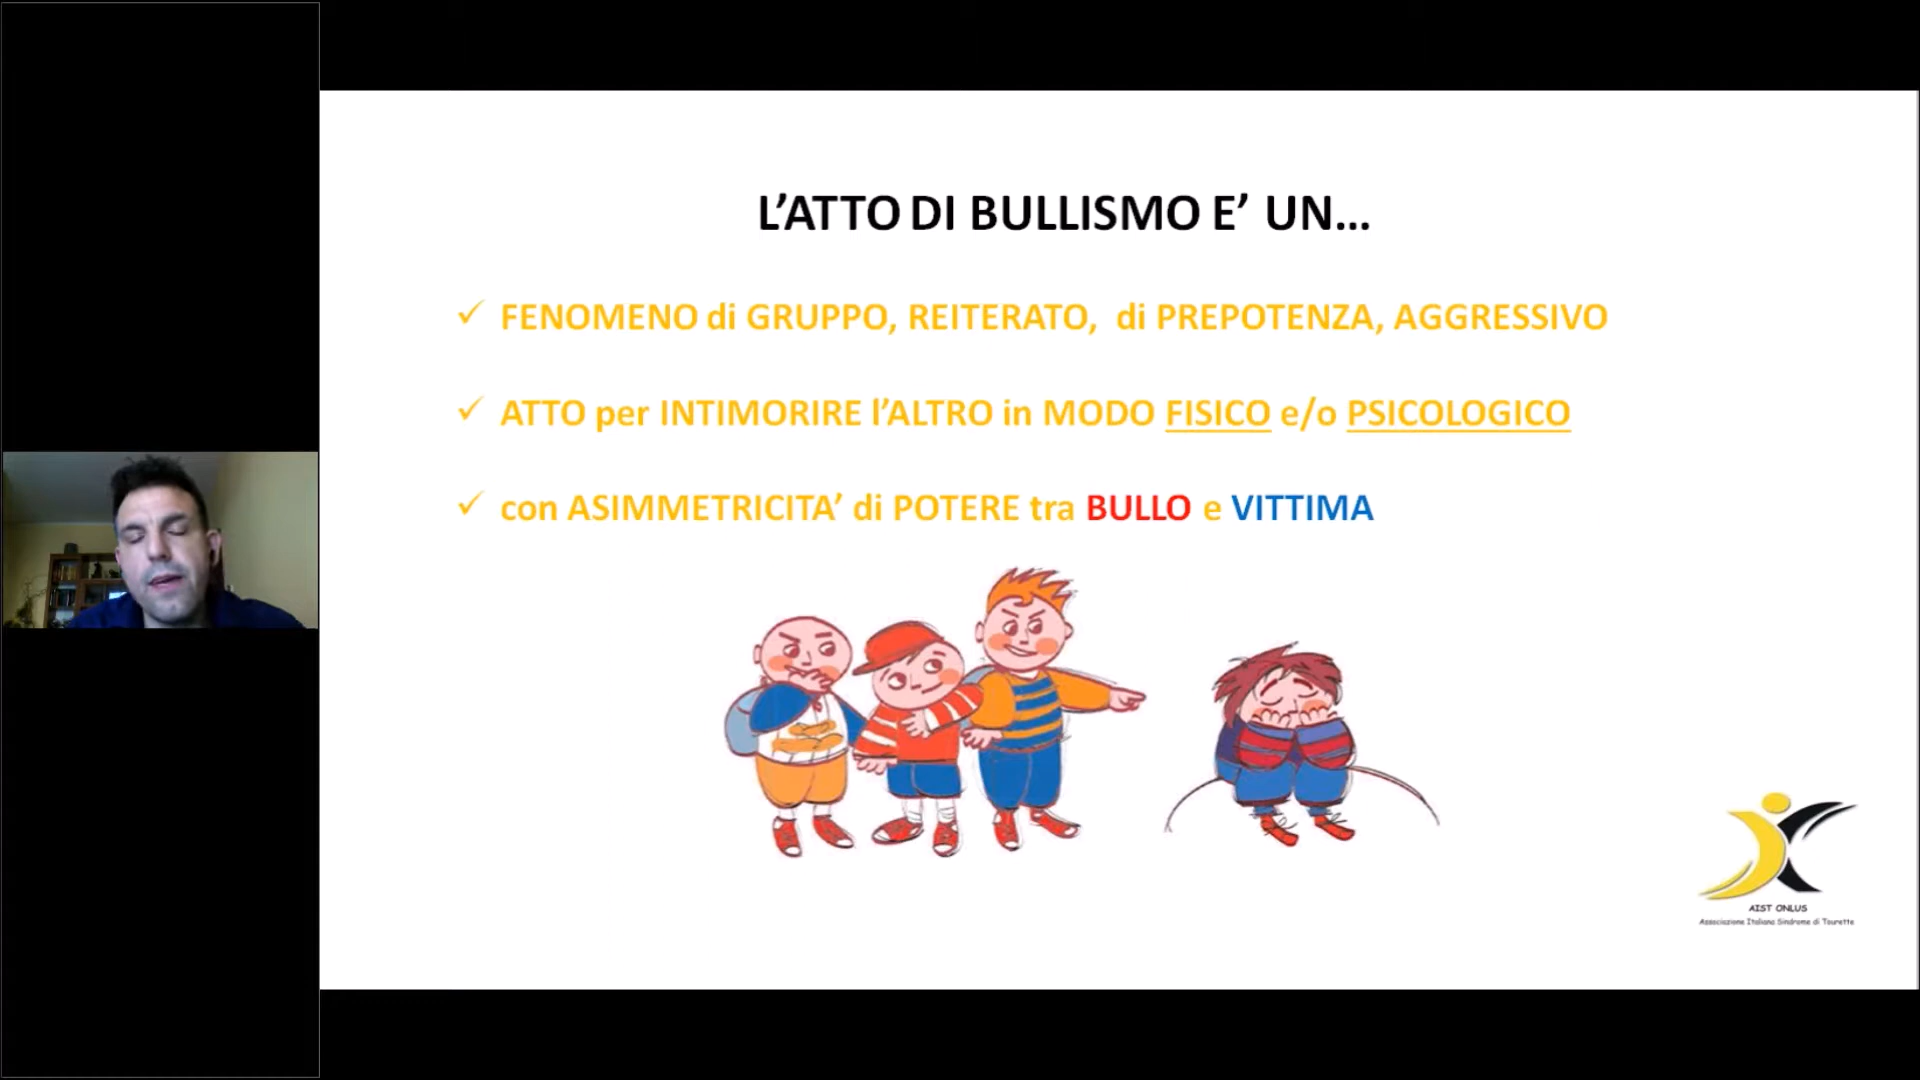 L’ATTO DI BULLISMO E’ UN...
✓ FENOMENO di GRUPPO, REITERATO, di PREPOTENZA, AGGRESSIVO
✓ ATTO per INTIMORIRE l’ALTRO in MODO FISICO e/o PSICOLOGICO
✓ con ASIMMETRICITA’ di POTERE tra BULLO e VITTIMA
AIST ONLUS
Associazione Italiana Sindrome di Tourette